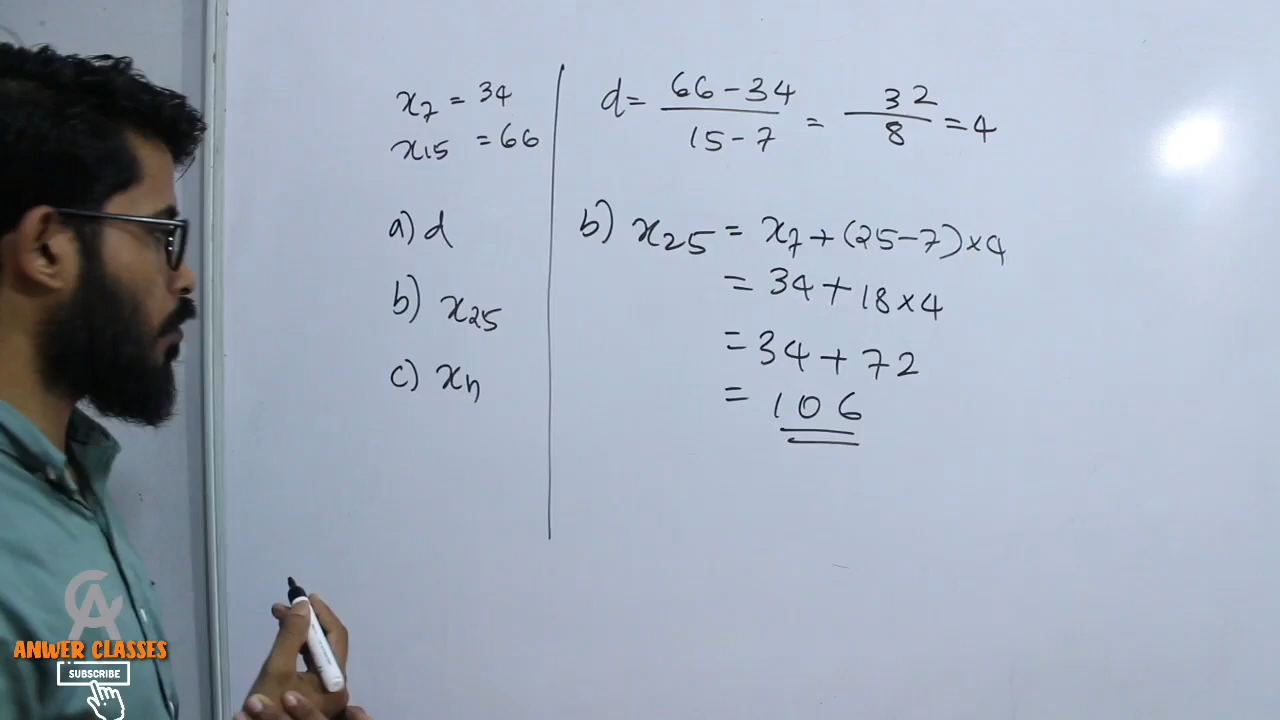 x₇ = 34
x₁₅ = 66
a) d
b) x₂₅
c) xₙ
d = (66 - 34)/(15 - 7) = 32/8 = 4
b) x₂₅ = x₇ + (25 - 7) × 4
= 34 + 18 × 4
= 34 + 72
= 106
CA
ANWER CLASSES
SUBSCRIBE